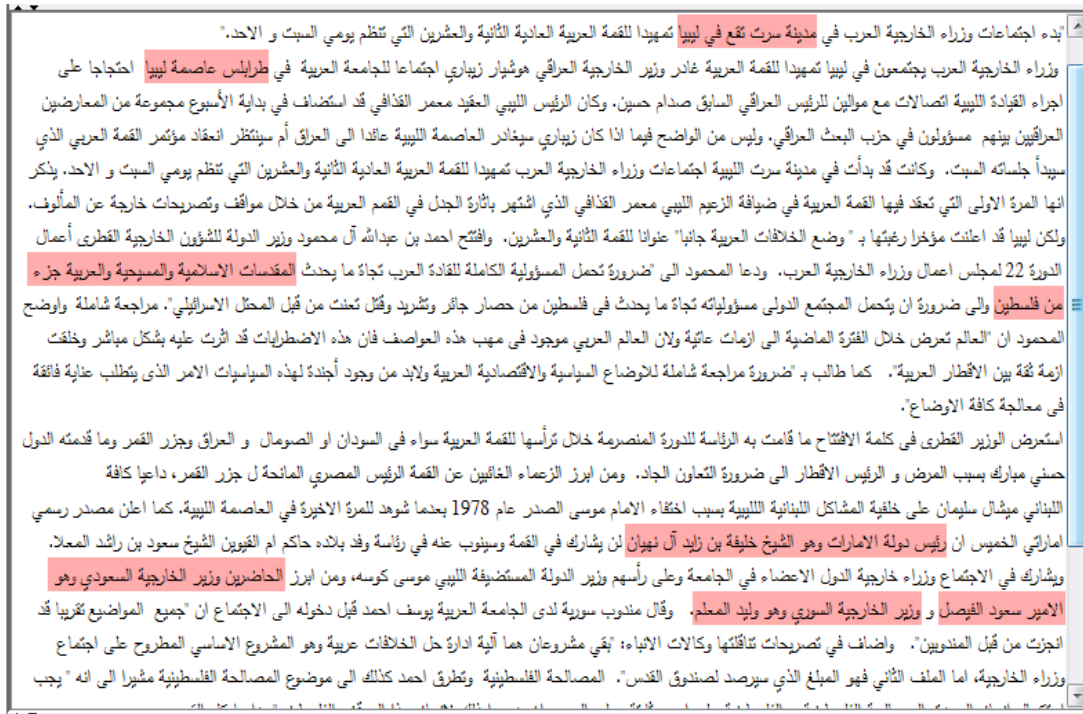 "بدء اجتماعات وزراء الخارجية العرب في مدينة سرت تقع في ليبيا تمهيدا للقمة العربية العادية الثانية والعشرين التي تنظم يومي السبت و الاحد."
وزراء الخارجية العرب يجتمعون في ليبيا تمهيدا للقمة العربية غادر وزير الخارجية العراقي هوشيار زيباري اجتماعا للجامعة العربية في طرابلس عاصمة ليبيا احتجاجا على
اجراء القيادة الليبية اتصالات مع موالين للرئيس العراقي السابق صدام حسين. وكان الرئيس الليبي العقيد معمر القذافي قد استضاف في بداية الأسبوع مجموعة من المعارضين
العراقيين بينهم مسؤولون في حزب البعث العراقي. وليس من الواضح فيما اذا كان زيباري سيغادر العاصمة الليبية عائدا الى العراق أم سينتظر انعقاد مؤتمر القمة العربي الذي
سيبدأ جلساته السبت. وكانت قد بدأت في مدينة سرت الليبية اجتماعات وزراء الخارجية العرب تمهيدا للقمة العربية العادية الثانية والعشرين التي تنظم يومي السبت و الاحد. يذكر
انها المرة الاولى التي تعقد فيها القمة العربية في ضيافة الزعيم الليبي معمر القذافي الذي اشتهر باثارة الجدل في القمم العربية من خلال مواقف وتصريحات خارجة عن المألوف.
ولكن ليبيا قد اعلنت مؤخرا رغبتها بـ " وضع الخلافات العربية جانبا" عنوانا للقمة الثانية والعشرين. وافتتح احمد بن عبدالله آل محمود وزير الدولة للشؤون الخارجية القطرى أعمال
الدورة 22 لمجلس اعمال وزراء الخارجية العرب. ودعا المحمود الى "ضرورة تحمل المسؤولية الكاملة للقادة العرب تجاة ما يحدث المقدسات الاسلامية والمسيحية والعربية جزء
من فلسطين والى ضرورة ان يتحمل المجتمع الدولى مسؤولياته تجاة ما يحدث فى فلسطين من حصار جائر وتشريد وقتل تعنت من قبل المحتل الاسرائيلي". مراجعة شاملة واوضح
المحمود ان "العالم تعرض خلال الفترة الماضية الى ازمات عاتية ولان العالم العربي موجود فى مهب هذه العواصف فان هذه الاضطرابات قد اثرت عليه بشكل مباشر وخلقت
ازمة ثقة بين الاقطار العربية". كما طالب بـ "ضرورة مراجعة شاملة للاوضاع السياسية والاقتصادية العربية ولابد من وجود أجندة لهذه السياسيات الامر الذى يتطلب عناية فائقة
فى معالجة كافة الاوضاع".
استعرض الوزير القطرى فى كلمة الافتتاح ما قامت به الرئاسة للدورة المنصرمة خلال ترأسها للقمة العربية سواء فى السودان او الصومال و العراق وجزر القمر وما قدمته الدول
حسني مبارك بسبب المرض و الرئيس الاقطار الى ضرورة التعاون الجاد. ومن ابرز الزعماء الغائبين عن القمة الرئيس المصري المانحة ل جزر القمر، داعيا كافة
اللبناني ميشال سليمان على خلفية المشاكل اللبنانية اللليبية بسبب اختفاء الامام موسى الصدر عام 1978 بعدما شوهد للمرة الاخيرة في العاصمة الليبية. كما اعلن مصدر رسمي
اماراتي الخميس ان رئيس دولة الامارات وهو الشيخ خليفة بن زايد آل نهيان لن يشارك في القمة وسينوب عنه في رئاسة وفد بلاده حاكم ام القيوين الشيخ سعود بن راشد المعلا.
ويشارك في الاجتماع وزراء خارجية الدول الاعضاء في الجامعة وعلى رأسهم وزير الدولة المستضيفة الليبي موسى كوسه، ومن ابرز الحاضرين وزير الخارجية السعودي وهو
الامير سعود الفيصل و وزير الخارجية السوري وهو وليد المعلم. وقال مندوب سورية لدى الجامعة العربية يوسف احمد قبل دخوله الى الاجتماع ان "جميع المواضيع تقريبا قد
انجزت من قبل المندوبين". واضاف في تصريحات تناقلتها وكالات الانباء: "بقي مشروعان هما آلية ادارة حل الخلافات عربية وهو المشروع الاساسي المطروح على اجتماع
وزراء الخارجية، اما الملف الثاني فهو المبلغ الذي سيرصد لصندوق القدس". المصالحة الفلسطينية وتطرق احمد كذلك الى موضوع المصالحة الفلسطينية مشيرا الى انه " يجب